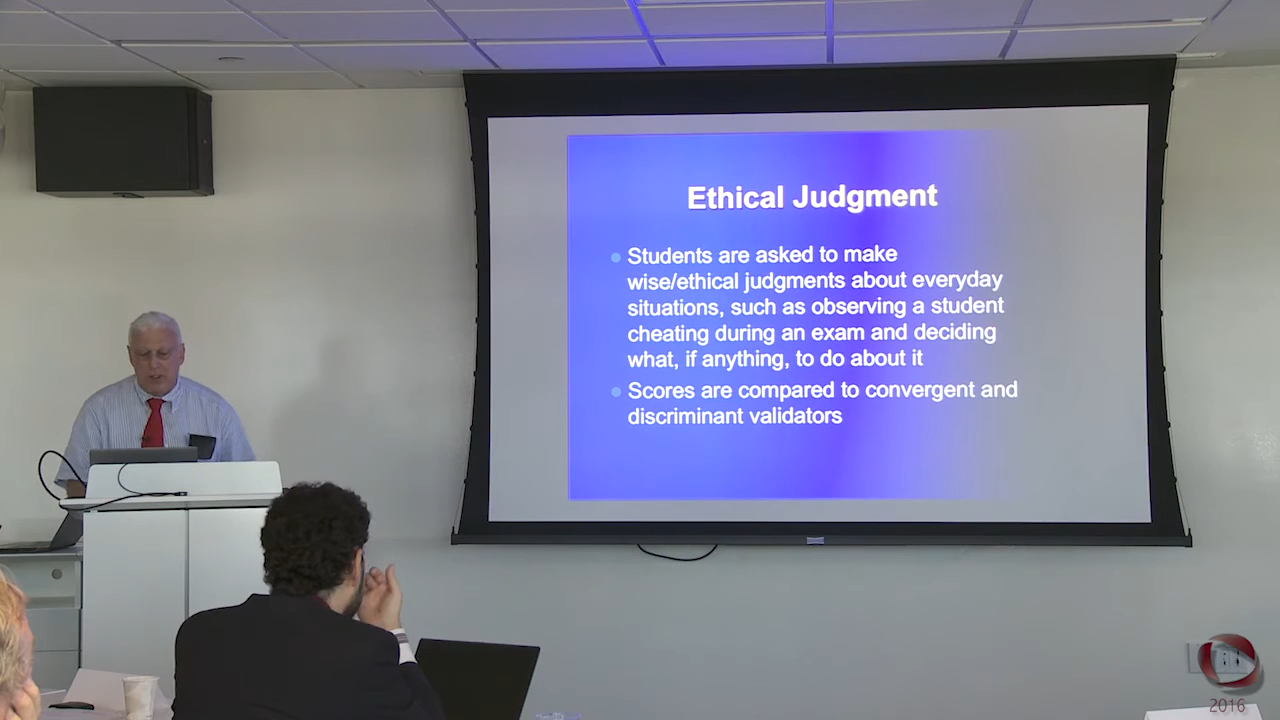 Ethical Judgment
Students are asked to make
wise/ethical judgments about everyday
situations, such as observing a student
cheating during an exam and deciding
what, if anything, to do about it
Scores are compared to convergent and
discriminant validators
2016